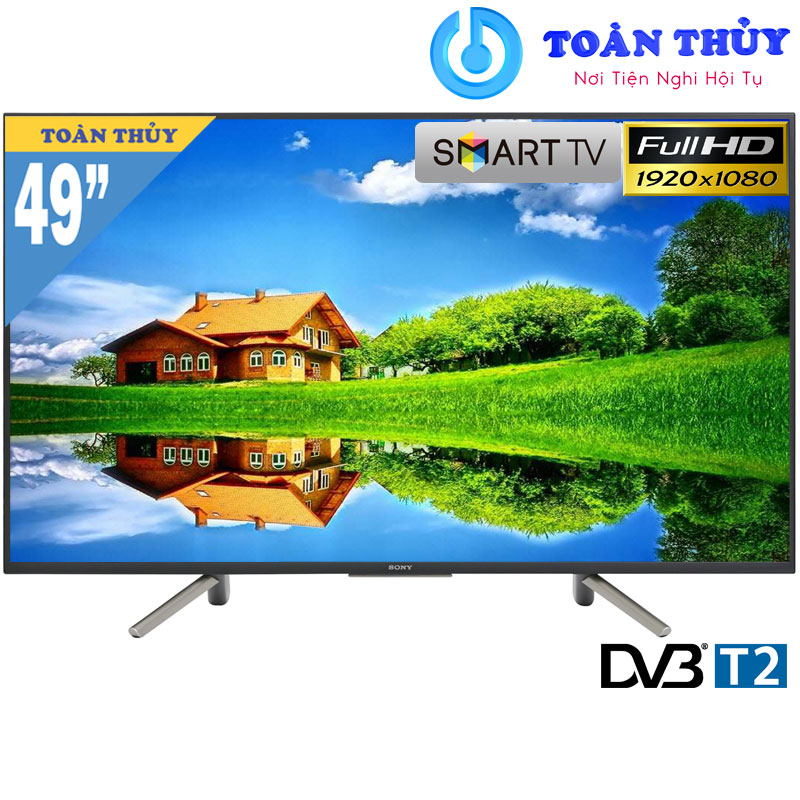 TOÀN THỦY
Nơi Tiện Nghi Hội Tụ
TOÀN THỦY
49”
SMART TV
Full HD
1920x1080
SONY
DVB® T2